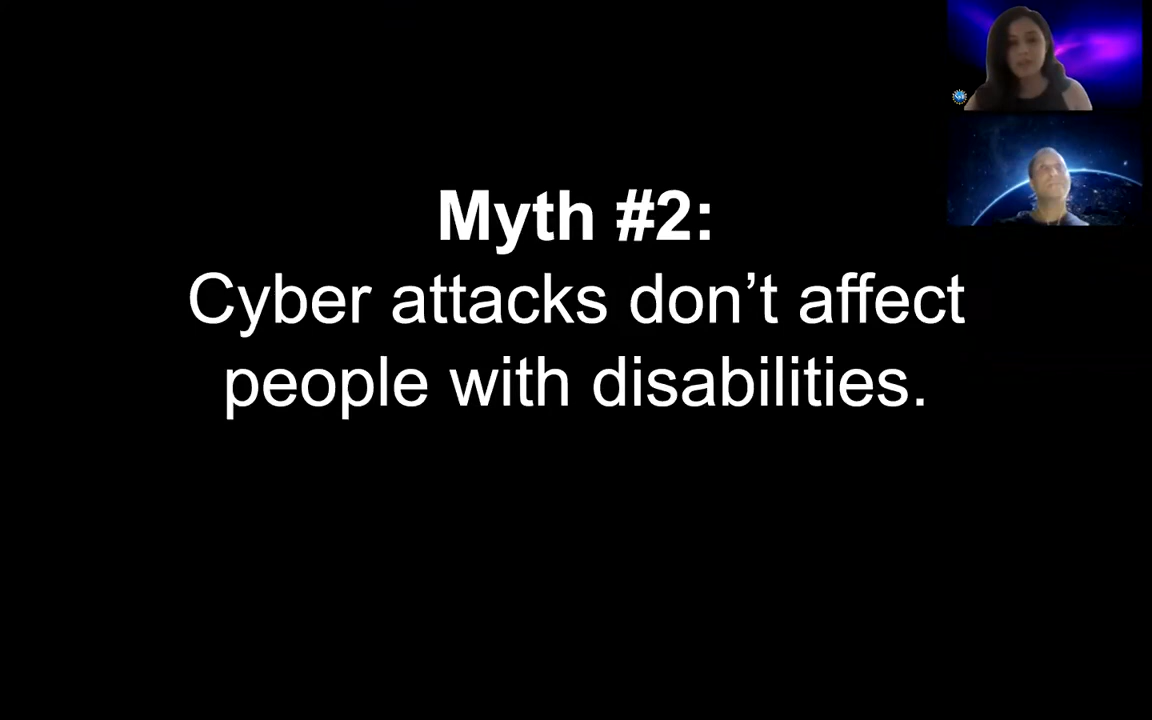 Myth #2:
Cyber attacks don’t affect
people with disabilities.